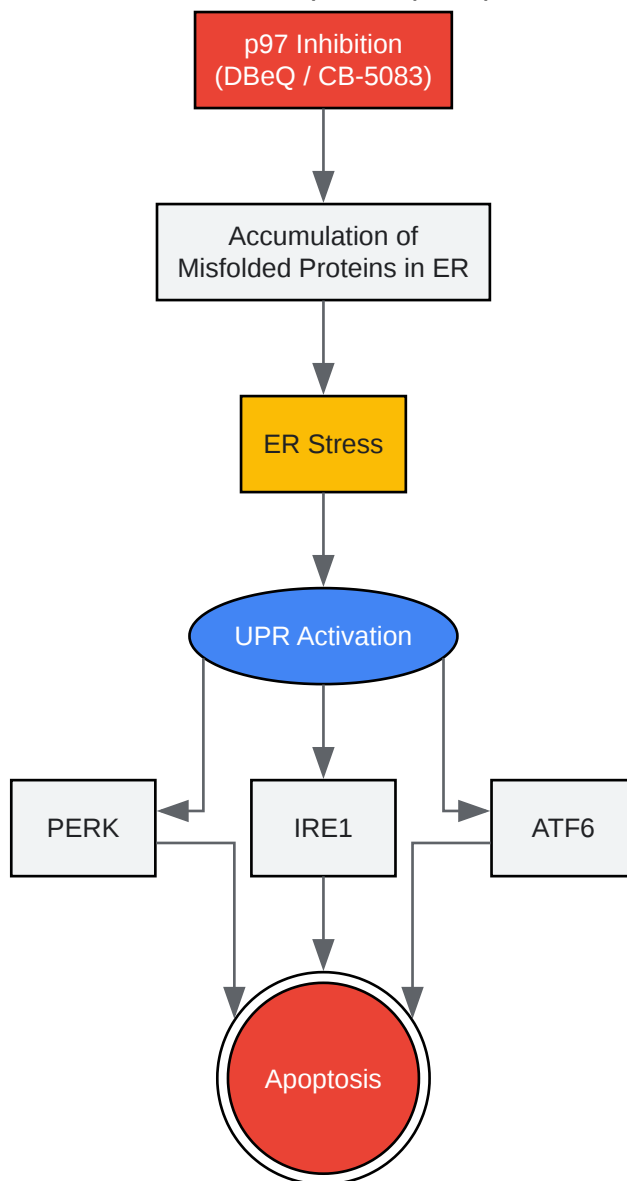 p97 Inhibition
(DBeQ / CB-5083)
Accumulation of
Misfolded Proteins in ER
ER Stress
UPR Activation
PERK
IRE1
ATF6
Apoptosis